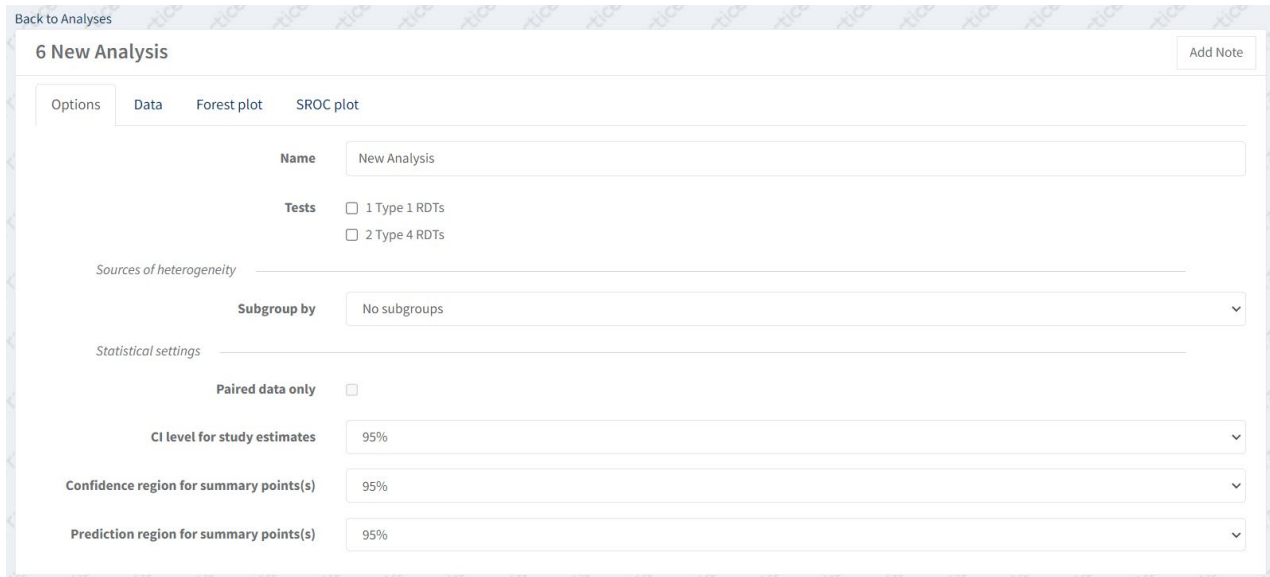 Back to Analyses
6 New Analysis
Add Note
Options Data Forest plot SROC plot
Name New Analysis
Tests 1 Type 1 RDTs
2 Type 4 RDTs
Sources of heterogeneity
Subgroup by No subgroups
Statistical settings
Paired data only
CI level for study estimates 95%
Confidence region for summary points(s) 95%
Prediction region for summary points(s) 95%